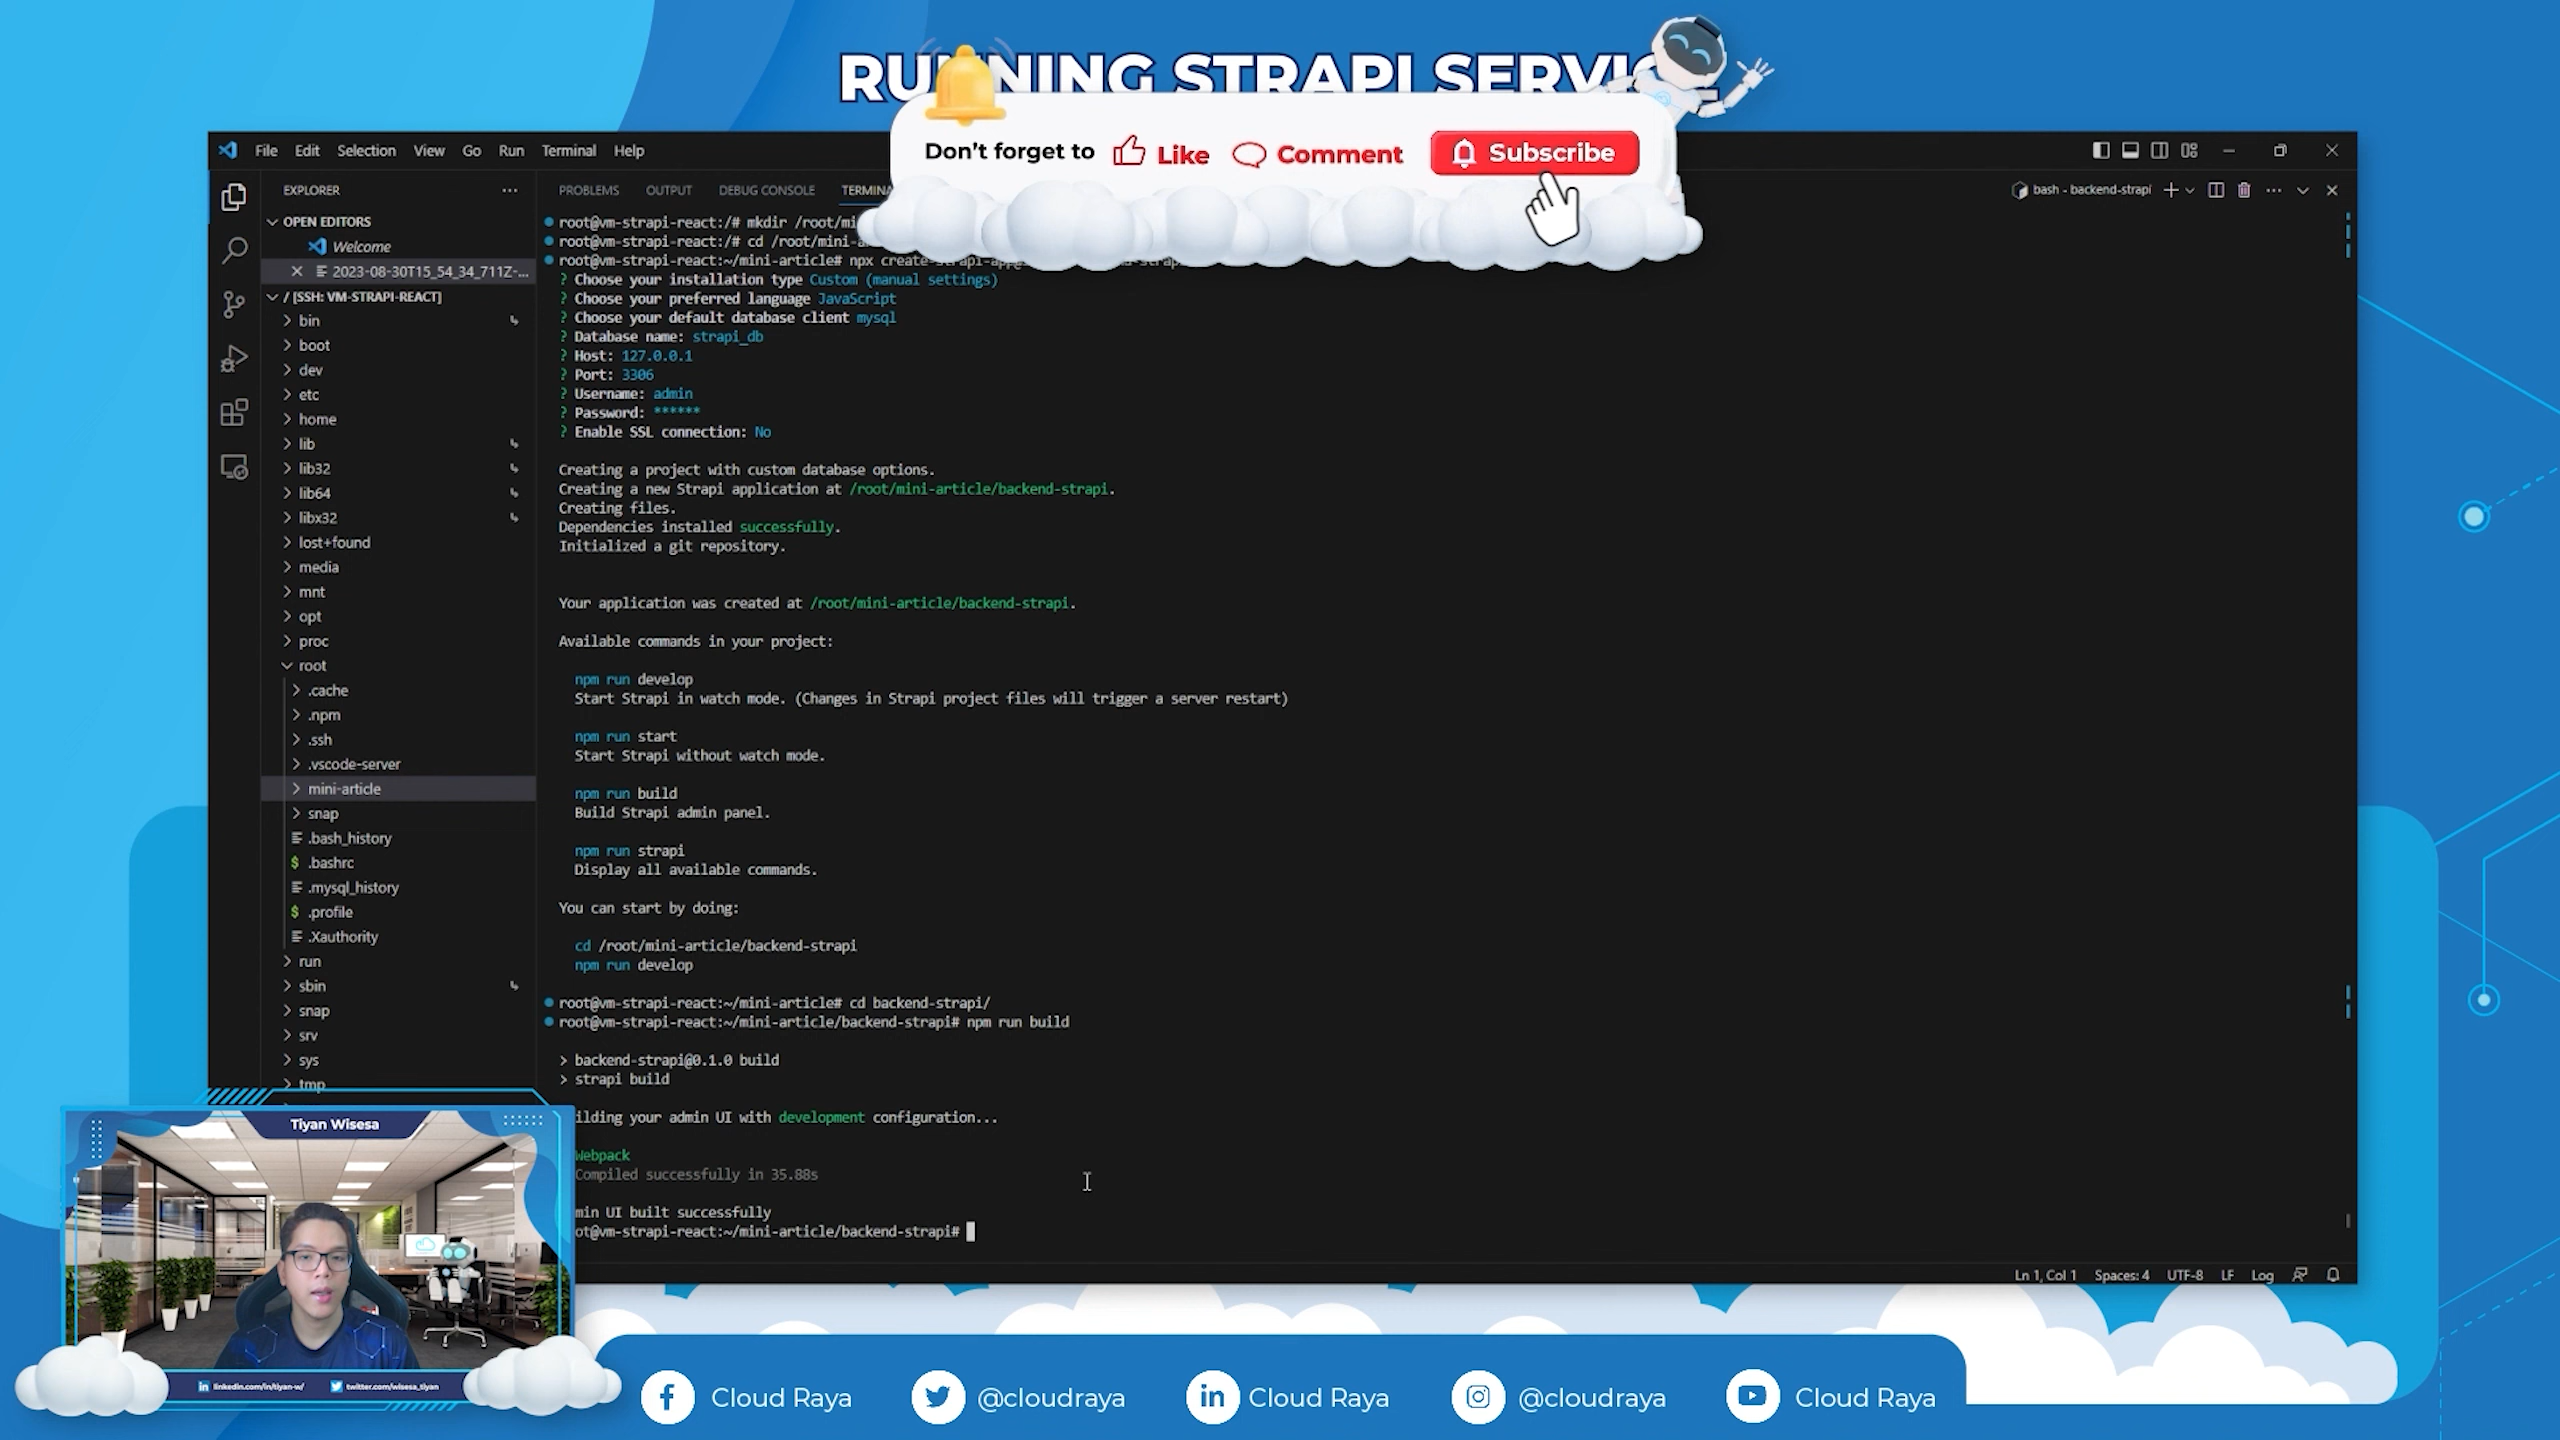 RUNNING STRAPI SERVIC
Don't forget to Like Comment Subscribe
File Edit Selection View Go Run Terminal Help
EXPLORER
OPEN EDITORS
Welcome
2023-08-30T15_54_34_711Z-...
/ [SSH: VM-STRAPI-REACT]
bin
boot
dev
etc
home
lib
lib32
lib64
libx32
lost+found
media
mnt
opt
proc
root
.cache
.npm
.ssh
.vscode-server
mini-article
snap
.bash_history
.bashrc
.mysql_history
.profile
.Xauthority
run
sbin
snap
srv
sys
tmp
PROBLEMS OUTPUT DEBUG CONSOLE TERMINA
bash - backend-strapi
root@vm-strapi-react:/# mkdir /root/mi
root@vm-strapi-react:/# cd /root/mini-a
root@vm-strapi-react:~/mini-article# npx create-strapi-app
? Choose your installation type Custom (manual settings)
? Choose your preferred language JavaScript
? Choose your default database client mysql
? Database name: strapi_db
? Host: 127.0.0.1
? Port: 3306
? Username: admin
? Password: ******
? Enable SSL connection: No
Creating a project with custom database options.
Creating a new Strapi application at /root/mini-article/backend-strapi.
Creating files.
Dependencies installed successfully.
Initialized a git repository.
Your application was created at /root/mini-article/backend-strapi.
Available commands in your project:
npm run develop
Start Strapi in watch mode. (Changes in Strapi project files will trigger a server restart)
npm run start
Start Strapi without watch mode.
npm run build
Build Strapi admin panel.
npm run strapi
Display all available commands.
You can start by doing:
cd /root/mini-article/backend-strapi
npm run develop
root@vm-strapi-react:~/mini-article# cd backend-strapi/
root@vm-strapi-react:~/mini-article/backend-strapi# npm run build
> backend-strapi@0.1.0 build
> strapi build
ilding your admin UI with development configuration...
Webpack
Compiled successfully in 35.88s
min UI built successfully
ot@vm-strapi-react:~/mini-article/backend-strapi#
Ln 1, Col 1 Spaces: 4 UTF-8 LF Log
Tiyan Wisesa
linkedin.com/in/tiyan-w/ twitter.com/wisesa_tiyan
Cloud Raya @cloudraya Cloud Raya @cloudraya Cloud Raya